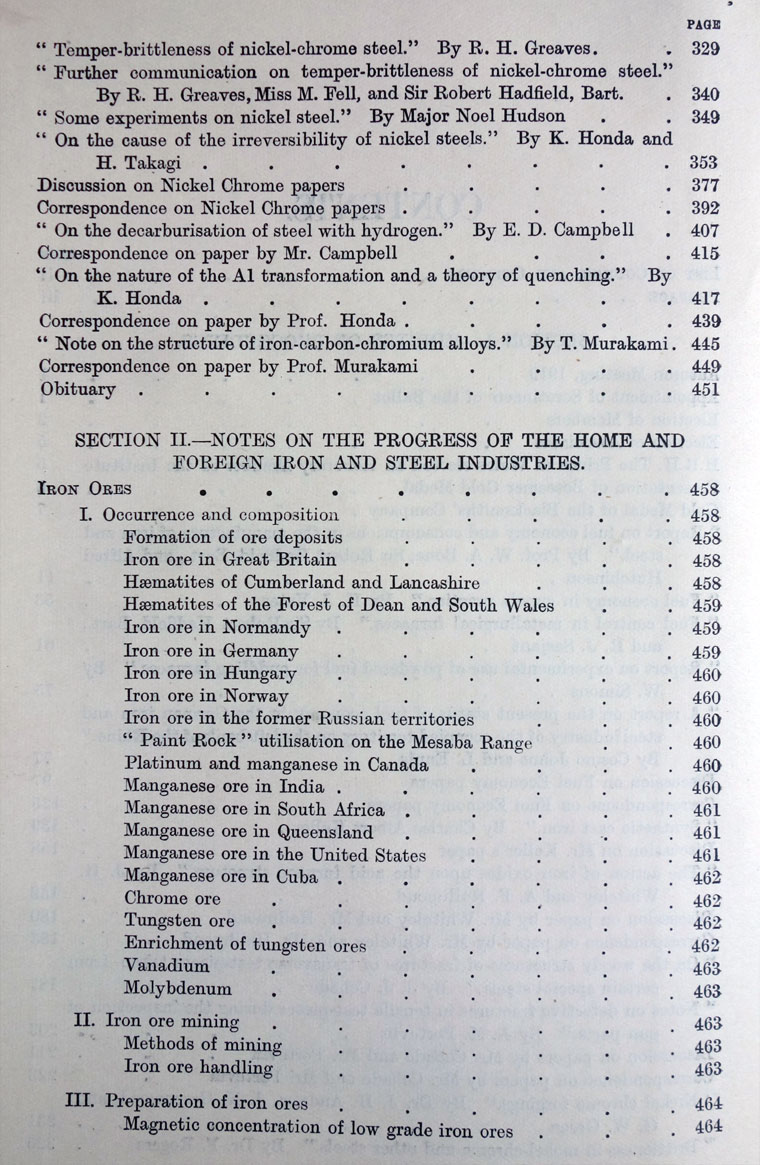 PAGE
“ Temper-brittleness of nickel-chrome steel.” By R. H. Greaves. . 329
“ Further communication on temper-brittleness of nickel-chrome steel.”
By R. H. Greaves, Miss M. Fell, and Sir Robert Hadfield, Bart. . 340
“ Some experiments on nickel steel.” By Major Noel Hudson . . 349
“ On the cause of the irreversibility of nickel steels.” By K. Honda and
H. Takagi . . . . . . . . 353
Discussion on Nickel Chrome papers . . . . . 377
Correspondence on Nickel Chrome papers . . . . 392
“ On the decarburisation of steel with hydrogen.” By E. D. Campbell . 407
Correspondence on paper by Mr. Campbell . . . . 415
“ On the nature of the A1 transformation and a theory of quenching.” By
K. Honda . . . . . . . . 417
Correspondence on paper by Prof. Honda . . . . . 439
“ Note on the structure of iron-carbon-chromium alloys.” By T. Murakami . 445
Correspondence on paper by Prof. Murakami . . . . 449
Obituary . . . . . . . . . 451
SECTION II.—NOTES ON THE PROGRESS OF THE HOME AND
FOREIGN IRON AND STEEL INDUSTRIES.
IRON ORES . . . . . . . . 458
I. Occurrence and composition . . . . . 458
Formation of ore deposits . . . . . 458
Iron ore in Great Britain . . . . . 458
Hæmatites of Cumberland and Lancashire . . . 458
Hæmatites of the Forest of Dean and South Wales . . 459
Iron ore in Normandy . . . . . . 459
Iron ore in Germany . . . . . . 459
Iron ore in Hungary . . . . . . 460
Iron ore in Norway . . . . . . 460
Iron ore in the former Russian territories . . . 460
“ Paint Rock ” utilisation on the Mesaba Range . . 460
Platinum and manganese in Canada . . . . 460
Manganese ore in India . . . . . . 460
Manganese ore in South Africa . . . . . 461
Manganese ore in Queensland . . . . . 461
Manganese ore in the United States . . . . 461
Manganese ore in Cuba . . . . . . 462
Chrome ore . . . . . . . 462
Tungsten ore . . . . . . . 462
Enrichment of tungsten ores . . . . . 462
Vanadium . . . . . . . 463
Molybdenum . . . . . . . 463
II. Iron ore mining . . . . . . . 463
Methods of mining . . . . . . 463
Iron ore handling . . . . . . . 463
III. Preparation of iron ores . . . . . . 464
Magnetic concentration of low grade iron ores . . . 464